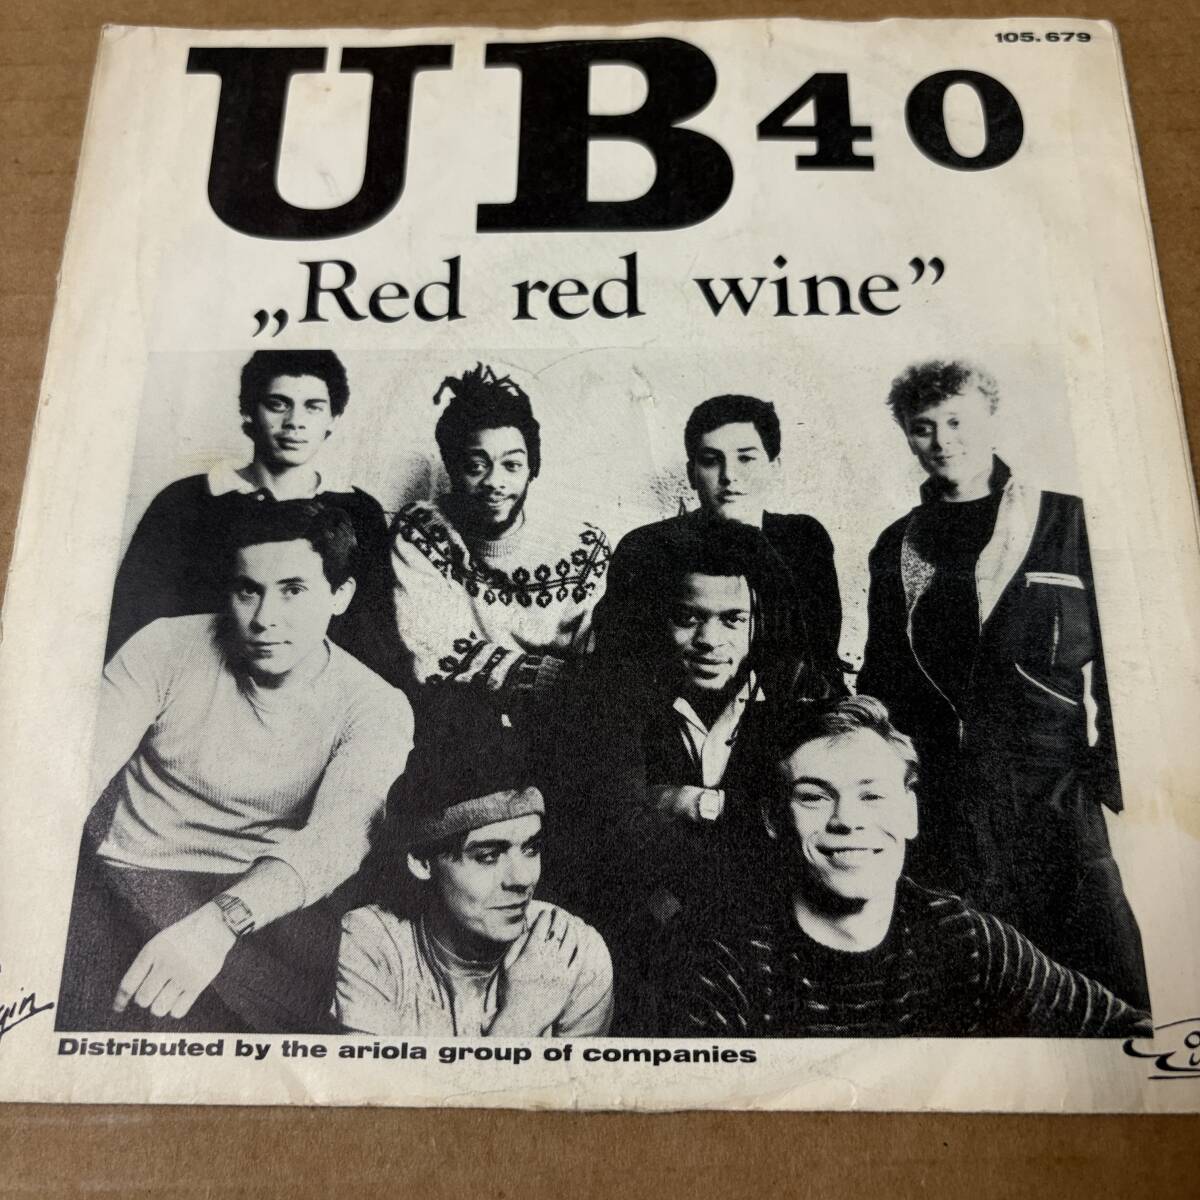 105.679
UB40
„Red red wine”
Distributed by the ariola group of companies